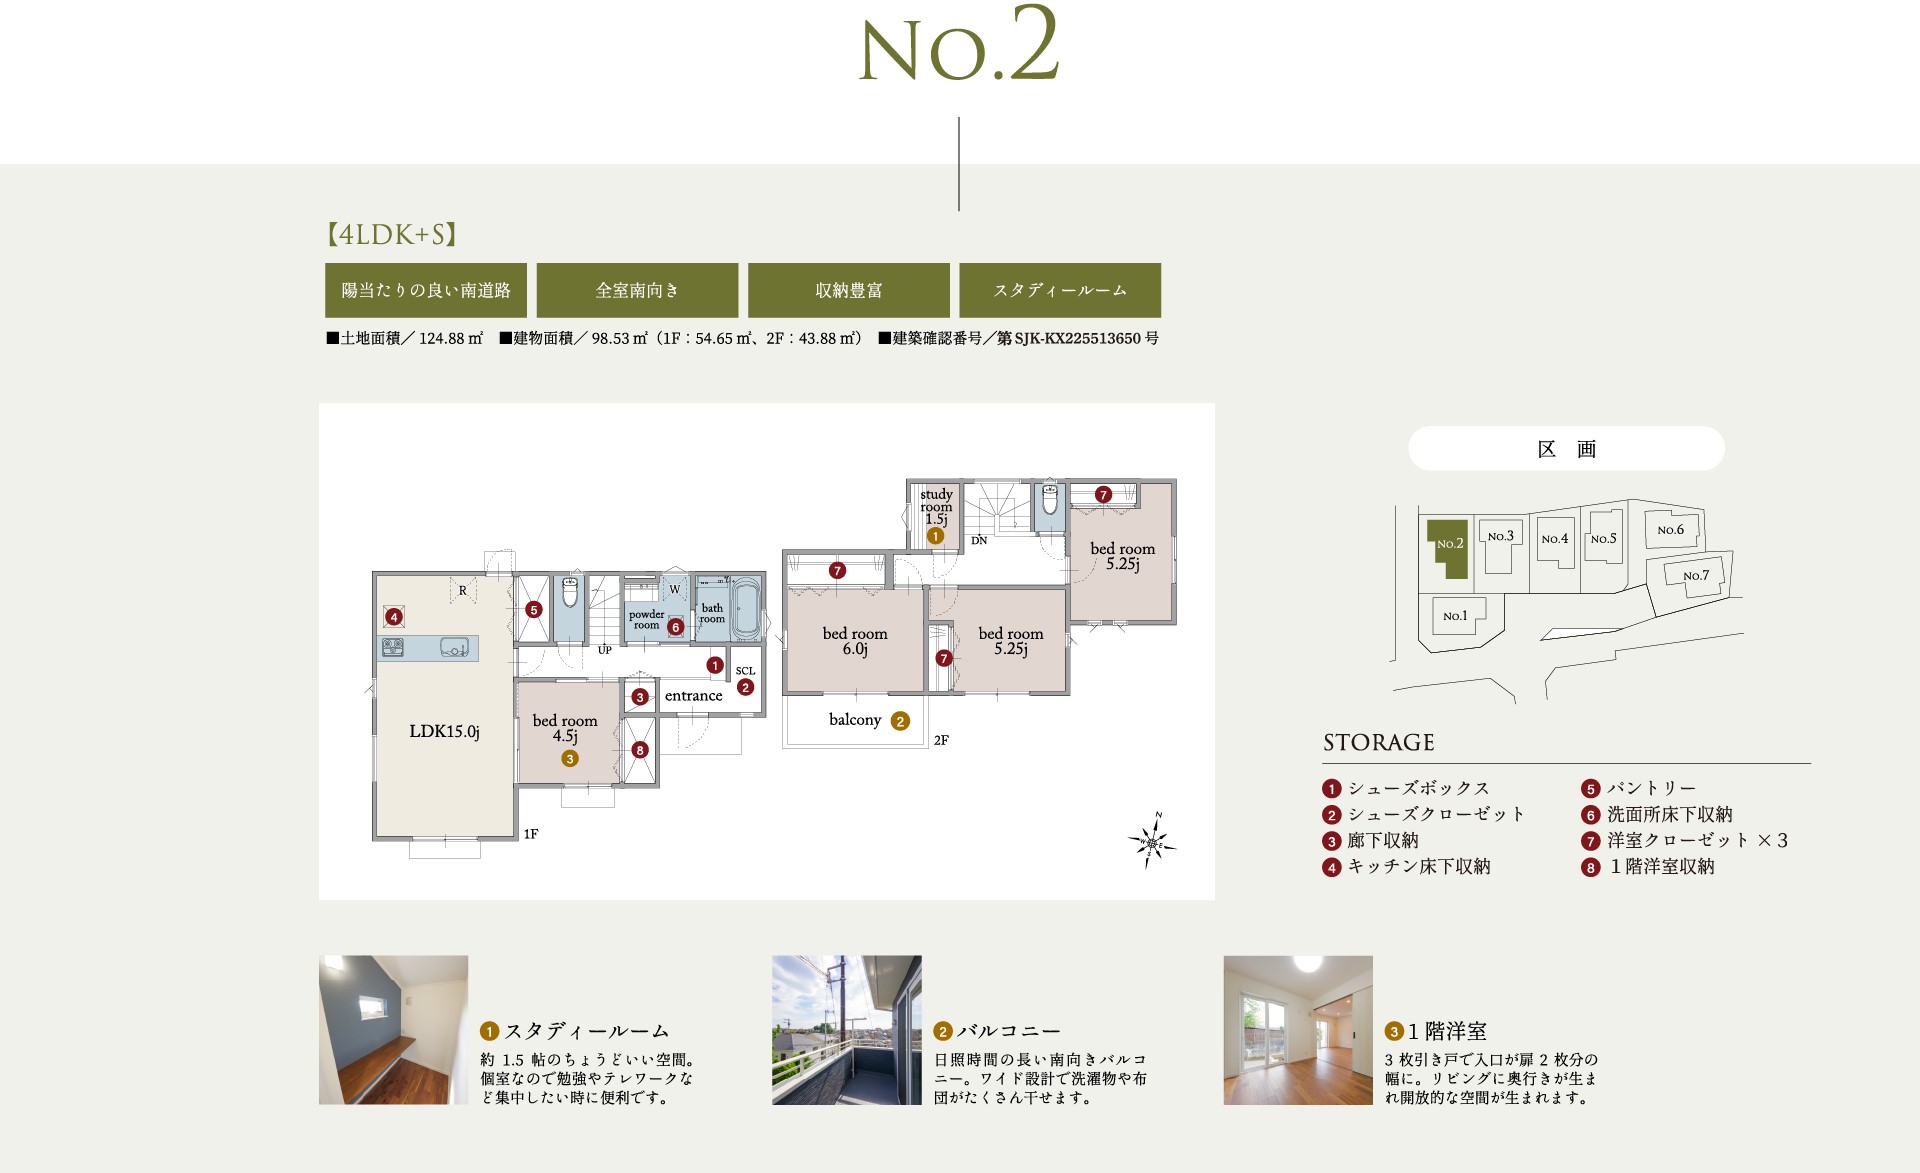 No.2
【4LDK+S】
陽当たりの良い南道路
全室南向き
収納豊富
スタディールーム
■土地面積／124.88㎡ ■建物面積／98.53㎡（1F：54.65㎡、2F：43.88㎡） ■建築確認番号／第SJK-KX225513650号
study
room
1.5j
1
DN
7
bed room
5.25j
7
bed room
6.0j
bed room
5.25j
7
balcony 2
2F
R
4
5
UP
powder
room
6
W
bath
room
1
SCL
2
3
entrance
LDK15.0j
bed room
4.5j
3
8
1F
N
W
E
S
区 画
No.2
No.3
No.4
No.5
No.6
No.7
No.1
STORAGE
1 シューズボックス
2 シューズクローゼット
3 廊下収納
4 キッチン床下収納
5 パントリー
6 洗面所床下収納
7 洋室クローゼット×3
8 1階洋室収納
1 スタディールーム
約 1.5 帖のちょうどいい空間。
個室なので勉強やテレワークな
ど集中したい時に便利です。
2 バルコニー
日照時間の長い南向きバルコ
ニー。ワイド設計で洗濯物や布
団がたくさん干せます。
3 1階洋室
3 枚引き戸で入口が扉 2 枚分の
幅に。リビングに奥行きが生ま
れ開放的な空間が生まれます。